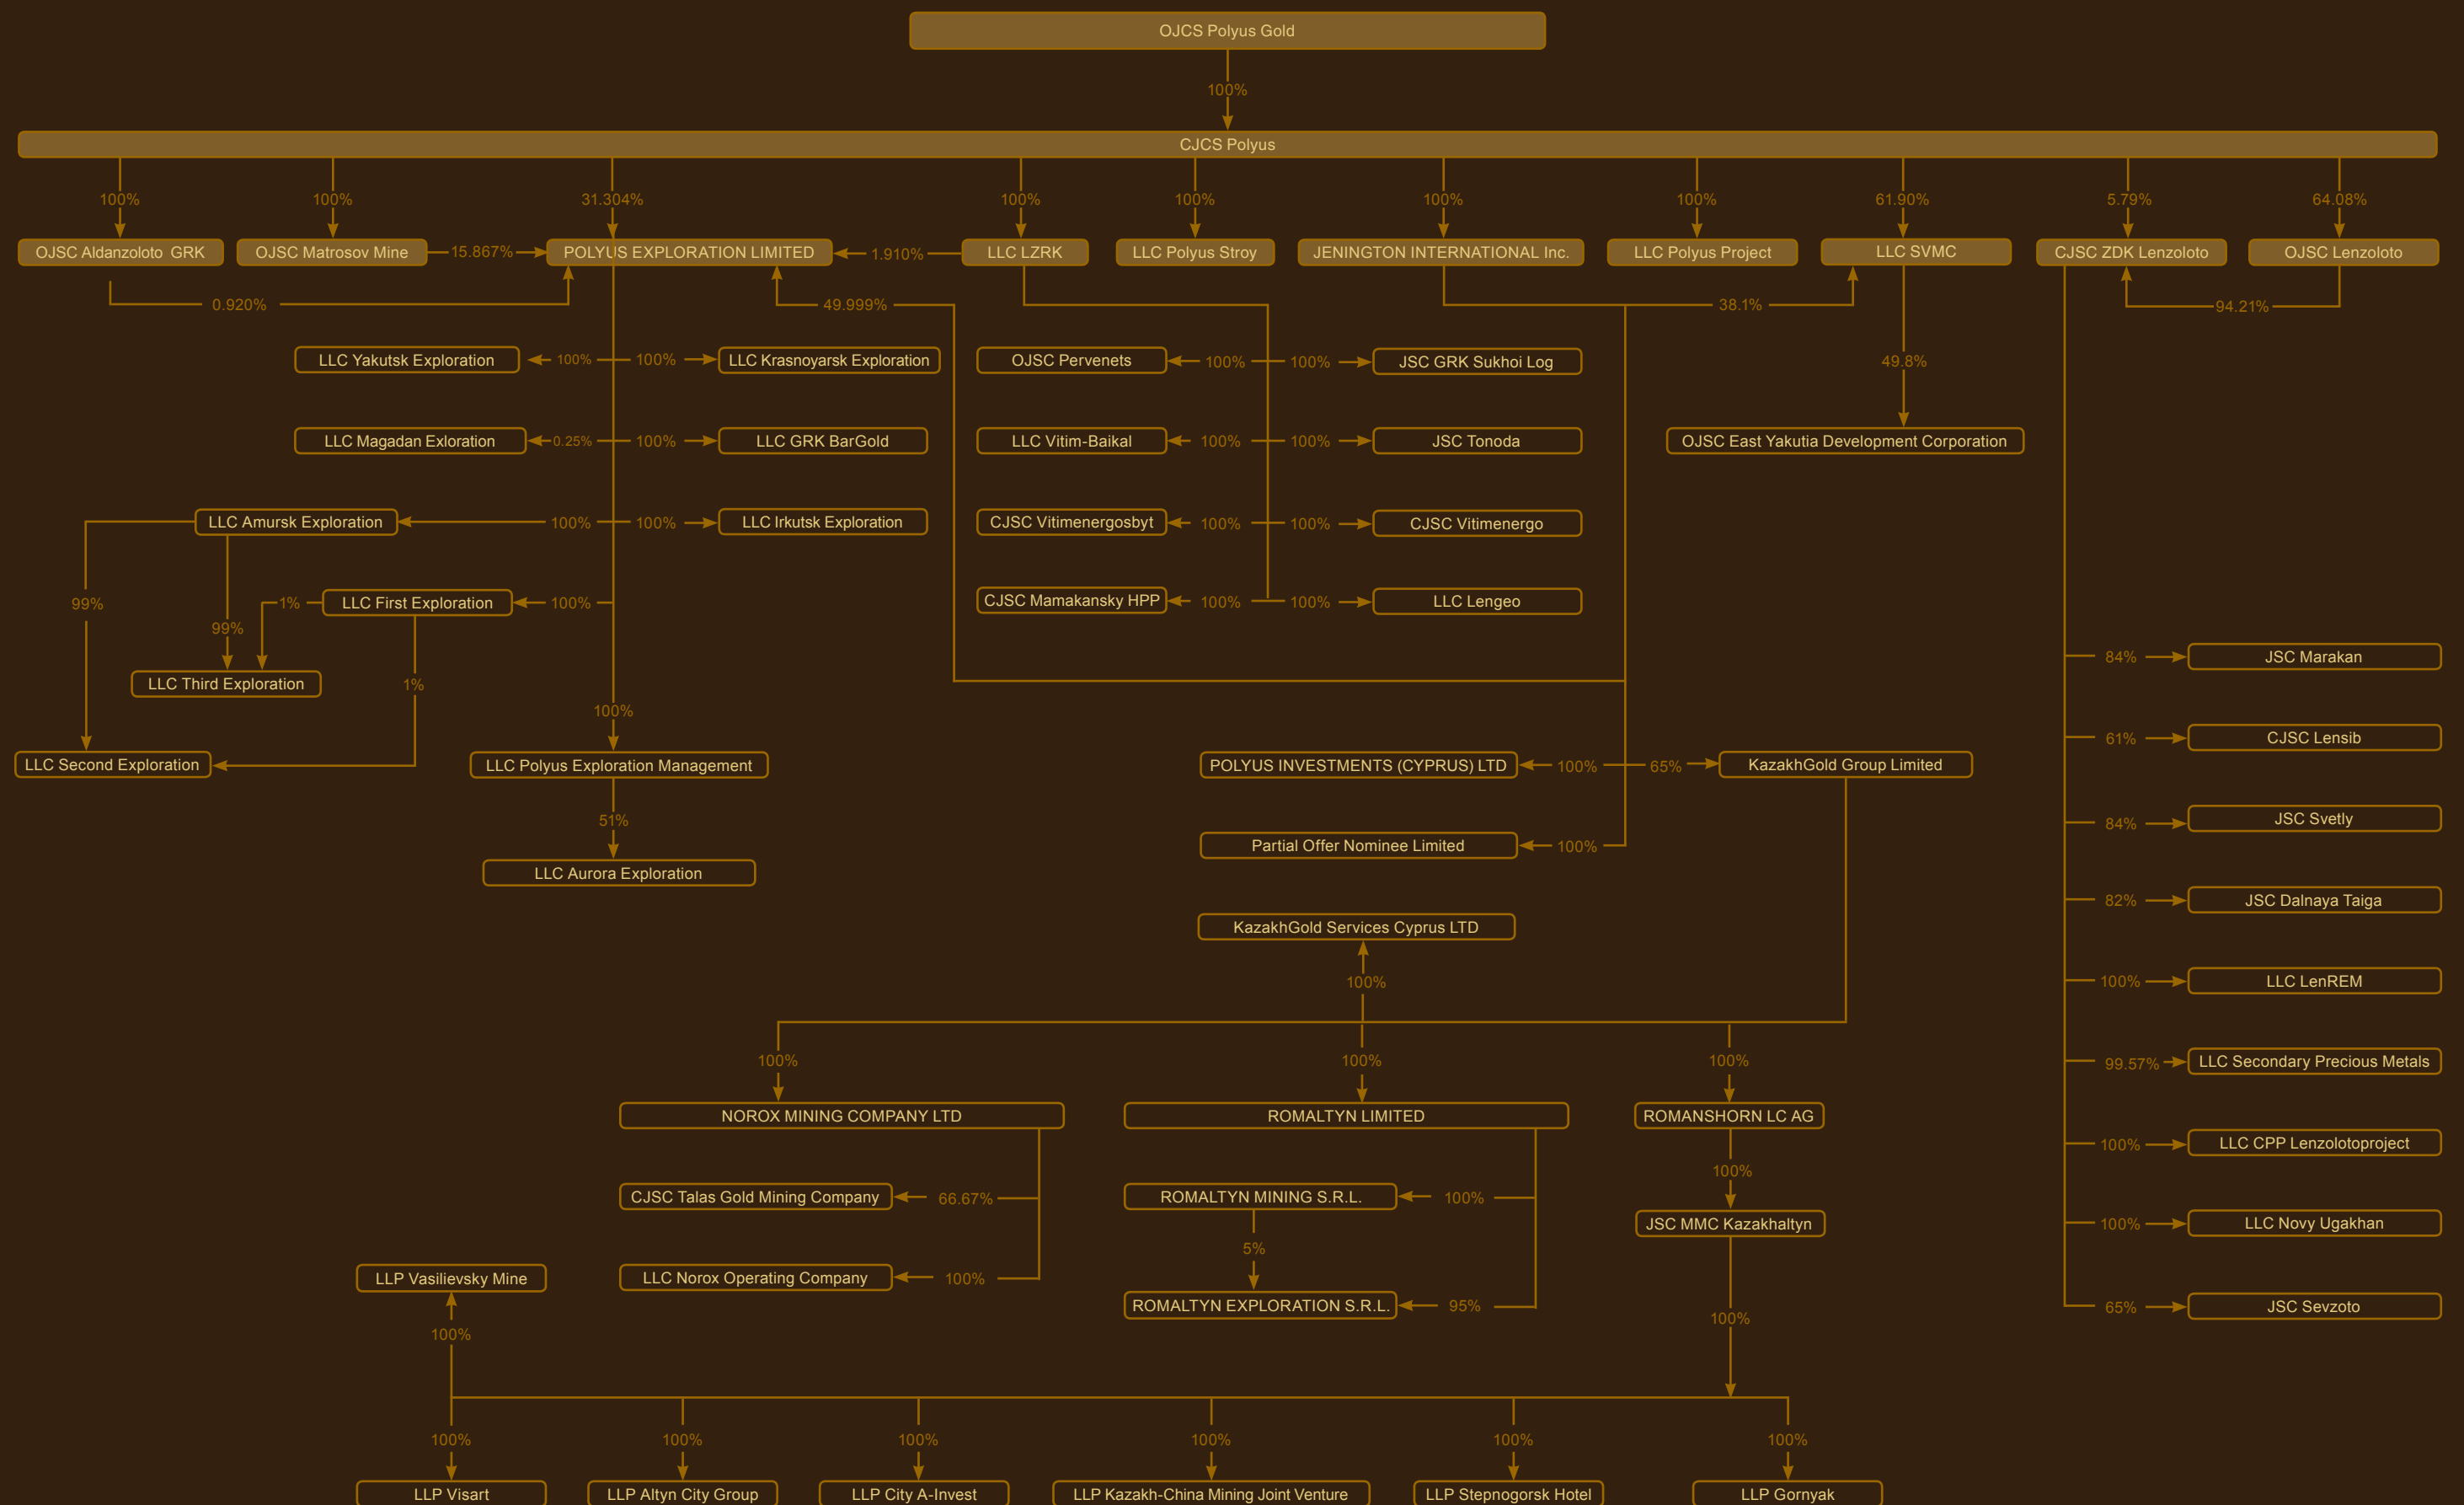 OJCS Polyus Gold
100%
CJCS Polyus
100%
100%
31.304%
100%
100%
100%
100%
61.90%
5.79%
64.08%
OJSC Aldanzoloto GRK
OJSC Matrosov Mine
15.867%
POLYUS EXPLORATION LIMITED
1.910%
LLC LZRK
LLC Polyus Stroy
JENINGTON INTERNATIONAL Inc.
LLC Polyus Project
LLC SVMC
CJSC ZDK Lenzoloto
OJSC Lenzoloto
0.920%
49.999%
38.1%
94.21%
LLC Yakutsk Exploration
100%
100%
LLC Krasnoyarsk Exploration
OJSC Pervenets
100%
100%
JSC GRK Sukhoi Log
49.8%
LLC Magadan Exloration
0.25%
100%
LLC GRK BarGold
LLC Vitim-Baikal
100%
100%
JSC Tonoda
OJSC East Yakutia Development Corporation
LLC Amursk Exploration
100%
100%
LLC Irkutsk Exploration
CJSC Vitimenergosbyt
100%
100%
CJSC Vitimenergo
99%
1%
LLC First Exploration
100%
CJSC Mamakansky HPP
100%
100%
LLC Lengeo
99%
LLC Third Exploration
1%
84%
JSC Marakan
100%
61%
CJSC Lensib
LLC Second Exploration
LLC Polyus Exploration Management
POLYUS INVESTMENTS (CYPRUS) LTD
100%
65%
KazakhGold Group Limited
51%
84%
JSC Svetly
Partial Offer Nominee Limited
100%
LLC Aurora Exploration
82%
JSC Dalnaya Taiga
KazakhGold Services Cyprus LTD
100%
100%
LLC LenREM
100%
100%
100%
99.57%
LLC Secondary Precious Metals
NOROX MINING COMPANY LTD
ROMALTYN LIMITED
ROMANSHORN LC AG
100%
LLC CPP Lenzolotoproject
100%
CJSC Talas Gold Mining Company
66.67%
ROMALTYN MINING S.R.L.
100%
JSC MMC Kazakhaltyn
100%
LLC Novy Ugakhan
5%
LLP Vasilievsky Mine
LLC Norox Operating Company
100%
ROMALTYN EXPLORATION S.R.L.
95%
65%
JSC Sevzoto
100%
100%
100%
100%
100%
100%
100%
100%
LLP Visart
LLP Altyn City Group
LLP City A-Invest
LLP Kazakh-China Mining Joint Venture
LLP Stepnogorsk Hotel
LLP Gornyak